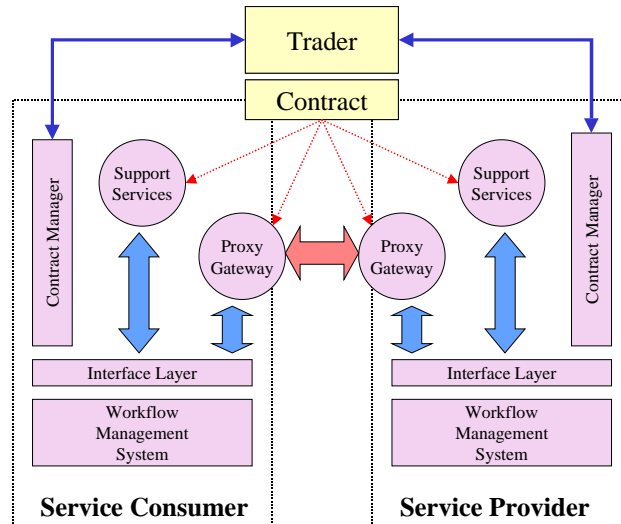 Trader
Contract
Contract Manager
Support
Services
Proxy
Gateway
Interface Layer
Workflow
Management
System
Service Consumer
Support
Services
Contract Manager
Proxy
Gateway
Interface Layer
Workflow
Management
System
Service Provider